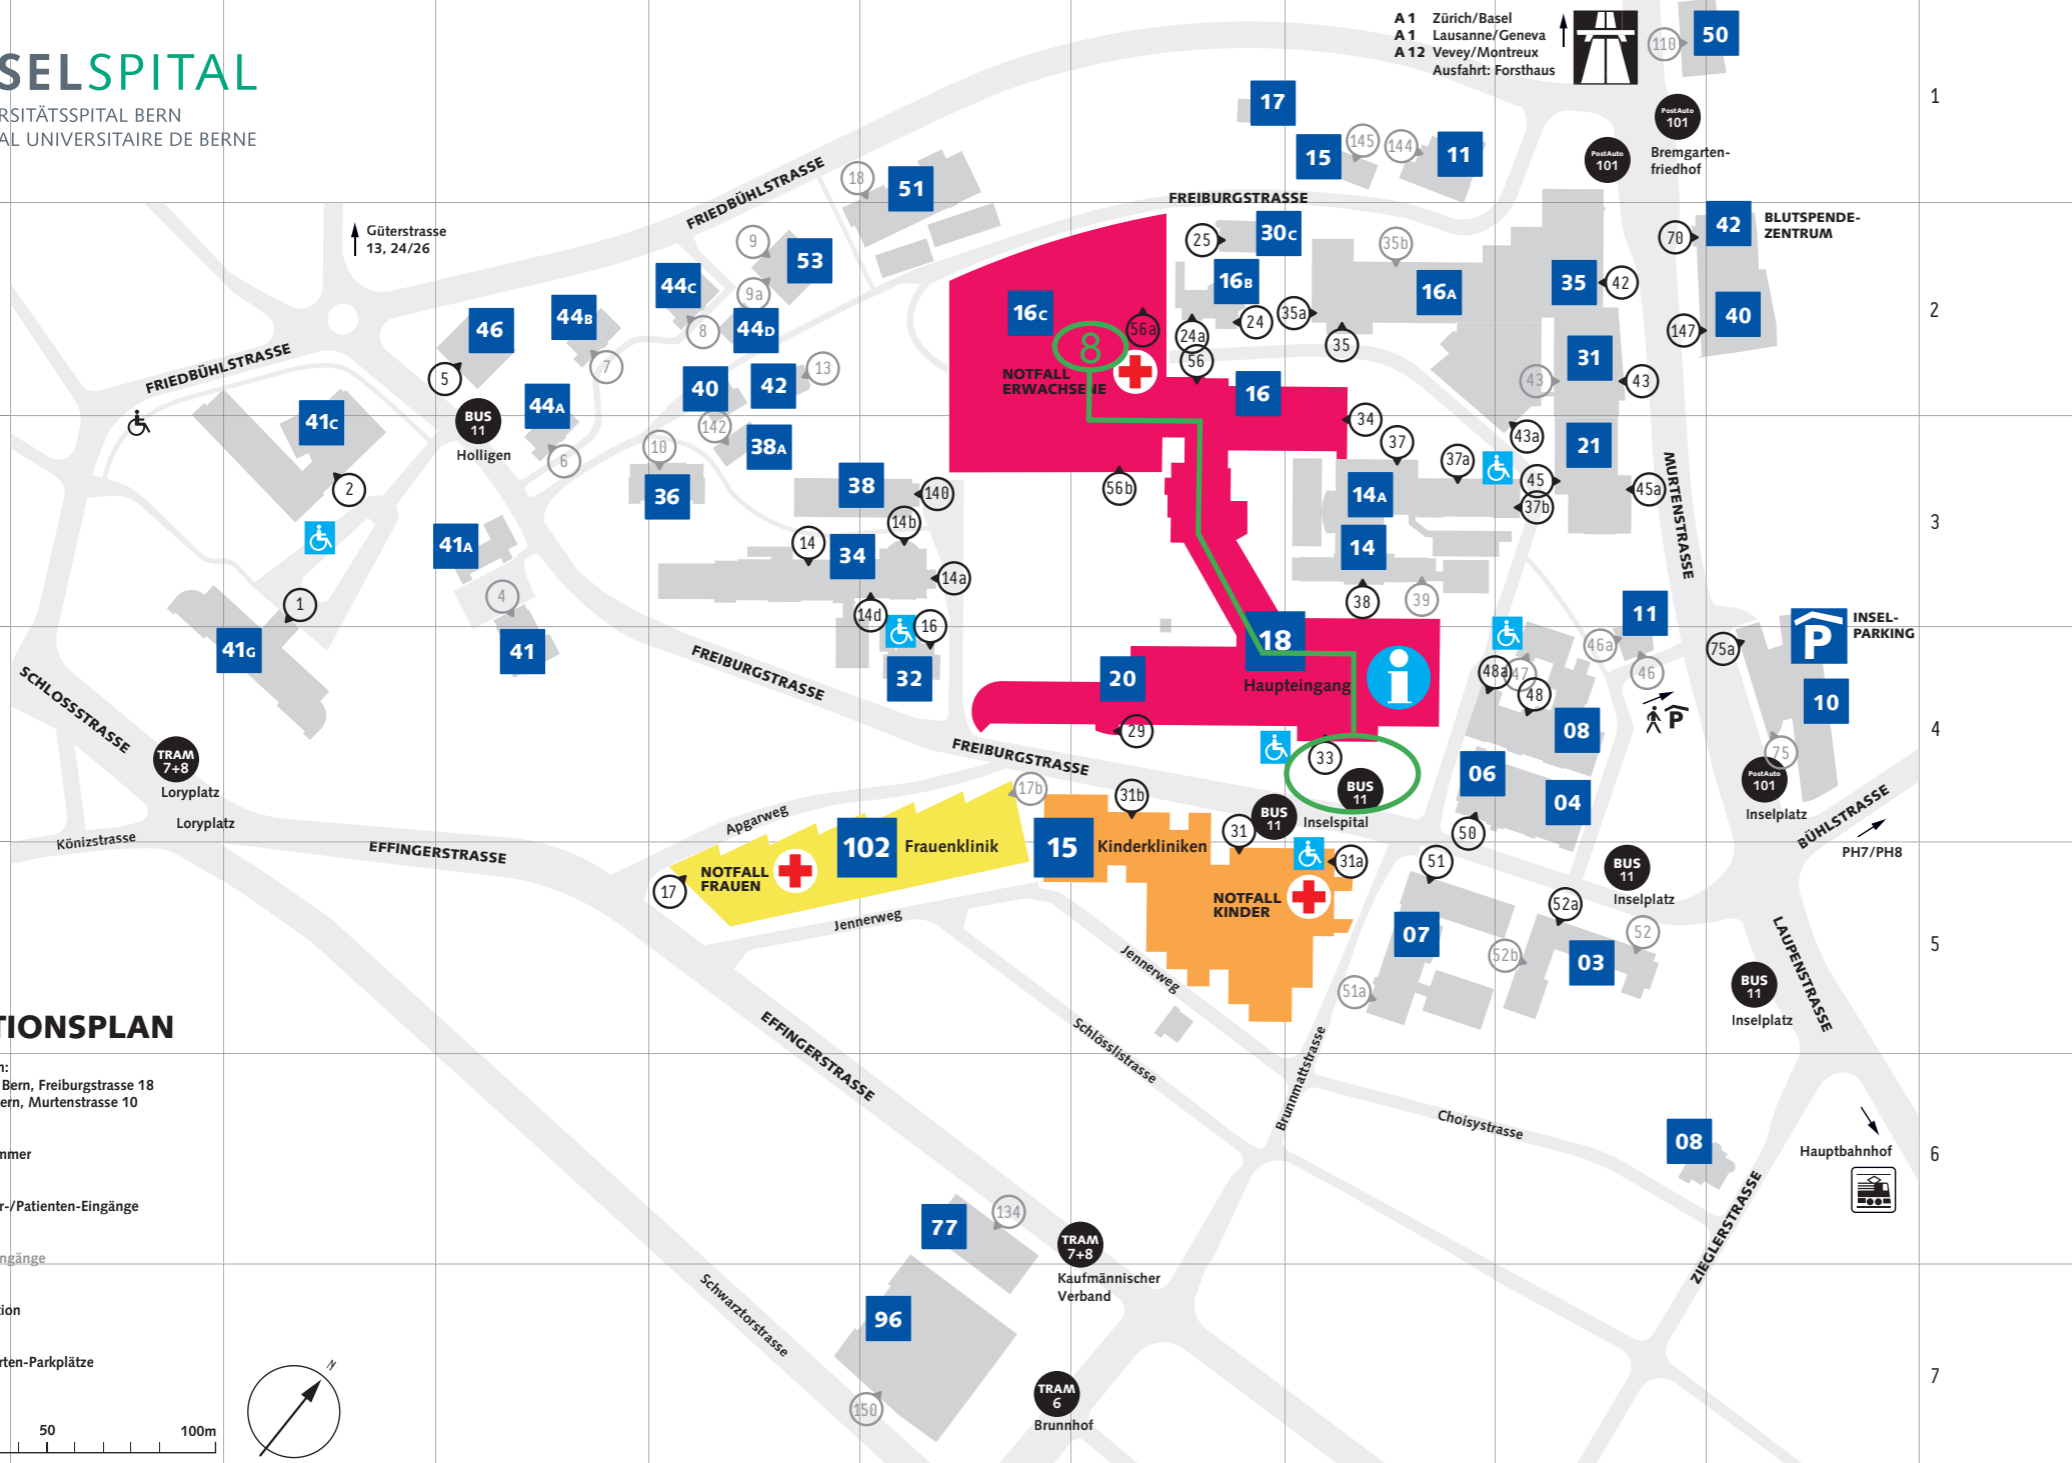 SELSPITAL
RSITÄTSSPITAL BERN
AL UNIVERSITAIRE DE BERNE
A 1 Zürich/Basel
A 1 Lausanne/Geneva
A 12 Vevey/Montreux
Ausfahrt: Forsthaus
110
50
1
17
15
145
144
11
PostAuto
101
PostAuto
101
Bremgarten-
friedhof
FRIEDBÜHLSTRASSE
18
51
FREIBURGSTRASSE
Güterstrasse
13, 24/26
9
53
9a
44C
8
44D
46
44B
7
5
25
30C
35b
16B
16C
56a
24a
24
35a
35
16A
35
42
70
42
BLUTSPENDE-
ZENTRUM
147
40
2
8
NOTFALL
ERWACHSENE
56
16
31
43
43
FRIEDBÜHLSTRASSE
41C
2
BUS
11
Holligen
44A
6
40
42
13
142
38A
10
36
38
140
14b
14
34
14a
14d
16
32
56b
34
37
37a
14A
14
38
39
43a
21
45
37b
45a
MURTENSTRASSE
3
41A
4
41
1
41G
SCHLOSSSTRASSE
FREIBURGSTRASSE
18
Haupteingang
20
29
33
48a
47
48
46a
46
11
75a
P
INSEL-
PARKING
10
P
08
06
04
50
75
4
TRAM
7+8
Loryplatz
Loryplatz
Könizstrasse
EFFINGERSTRASSE
FREIBURGSTRASSE
Apgarweg
17b
31b
BUS
11
BUS
11
Inselspital
PostAuto
101
Inselplatz
BÜHLSTRASSE
PH7/PH8
102
Frauenklinik
NOTFALL
FRAUEN
17
Jennerweg
15
Kinderkliniken
31
31a
NOTFALL
KINDER
51
07
51a
52a
52b
52
03
BUS
11
Inselplatz
BUS
11
Inselplatz
LAUPENSTRASSE
5
Jennerweg
TIONSPLAN
n:
Bern, Freiburgstrasse 18
ern, Murtenstrasse 10
mmer
r-/Patienten-Eingänge
ngänge
tion
rten-Parkplätze
EFFINGERSTRASSE
Schlösslistrasse
Brunnmattstrasse
Choisystrasse
08
ZIEGLERSTRASSE
Hauptbahnhof
6
77
134
TRAM
7+8
Kaufmännischer
Verband
Schwarztorstrasse
96
150
TRAM
6
Brunnhof
7
N
50
100m